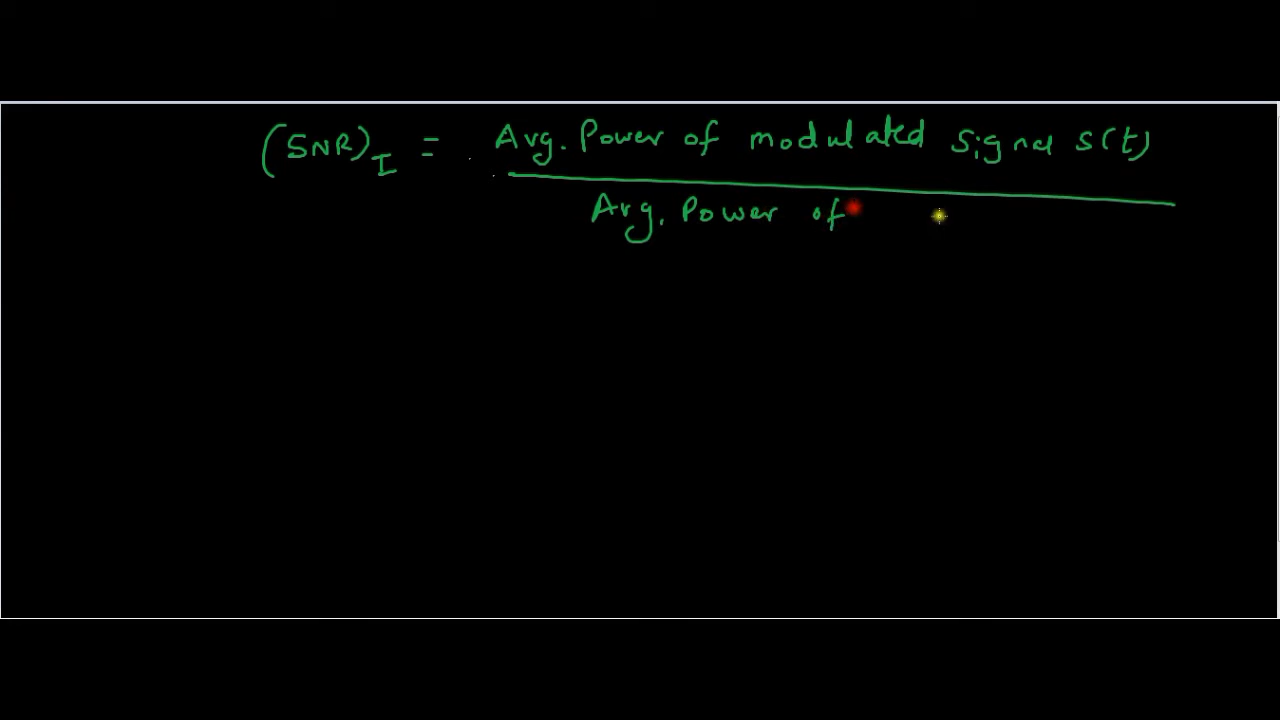 (SNR)I = Avg. Power of modulated signal s(t)
Avg. Power of